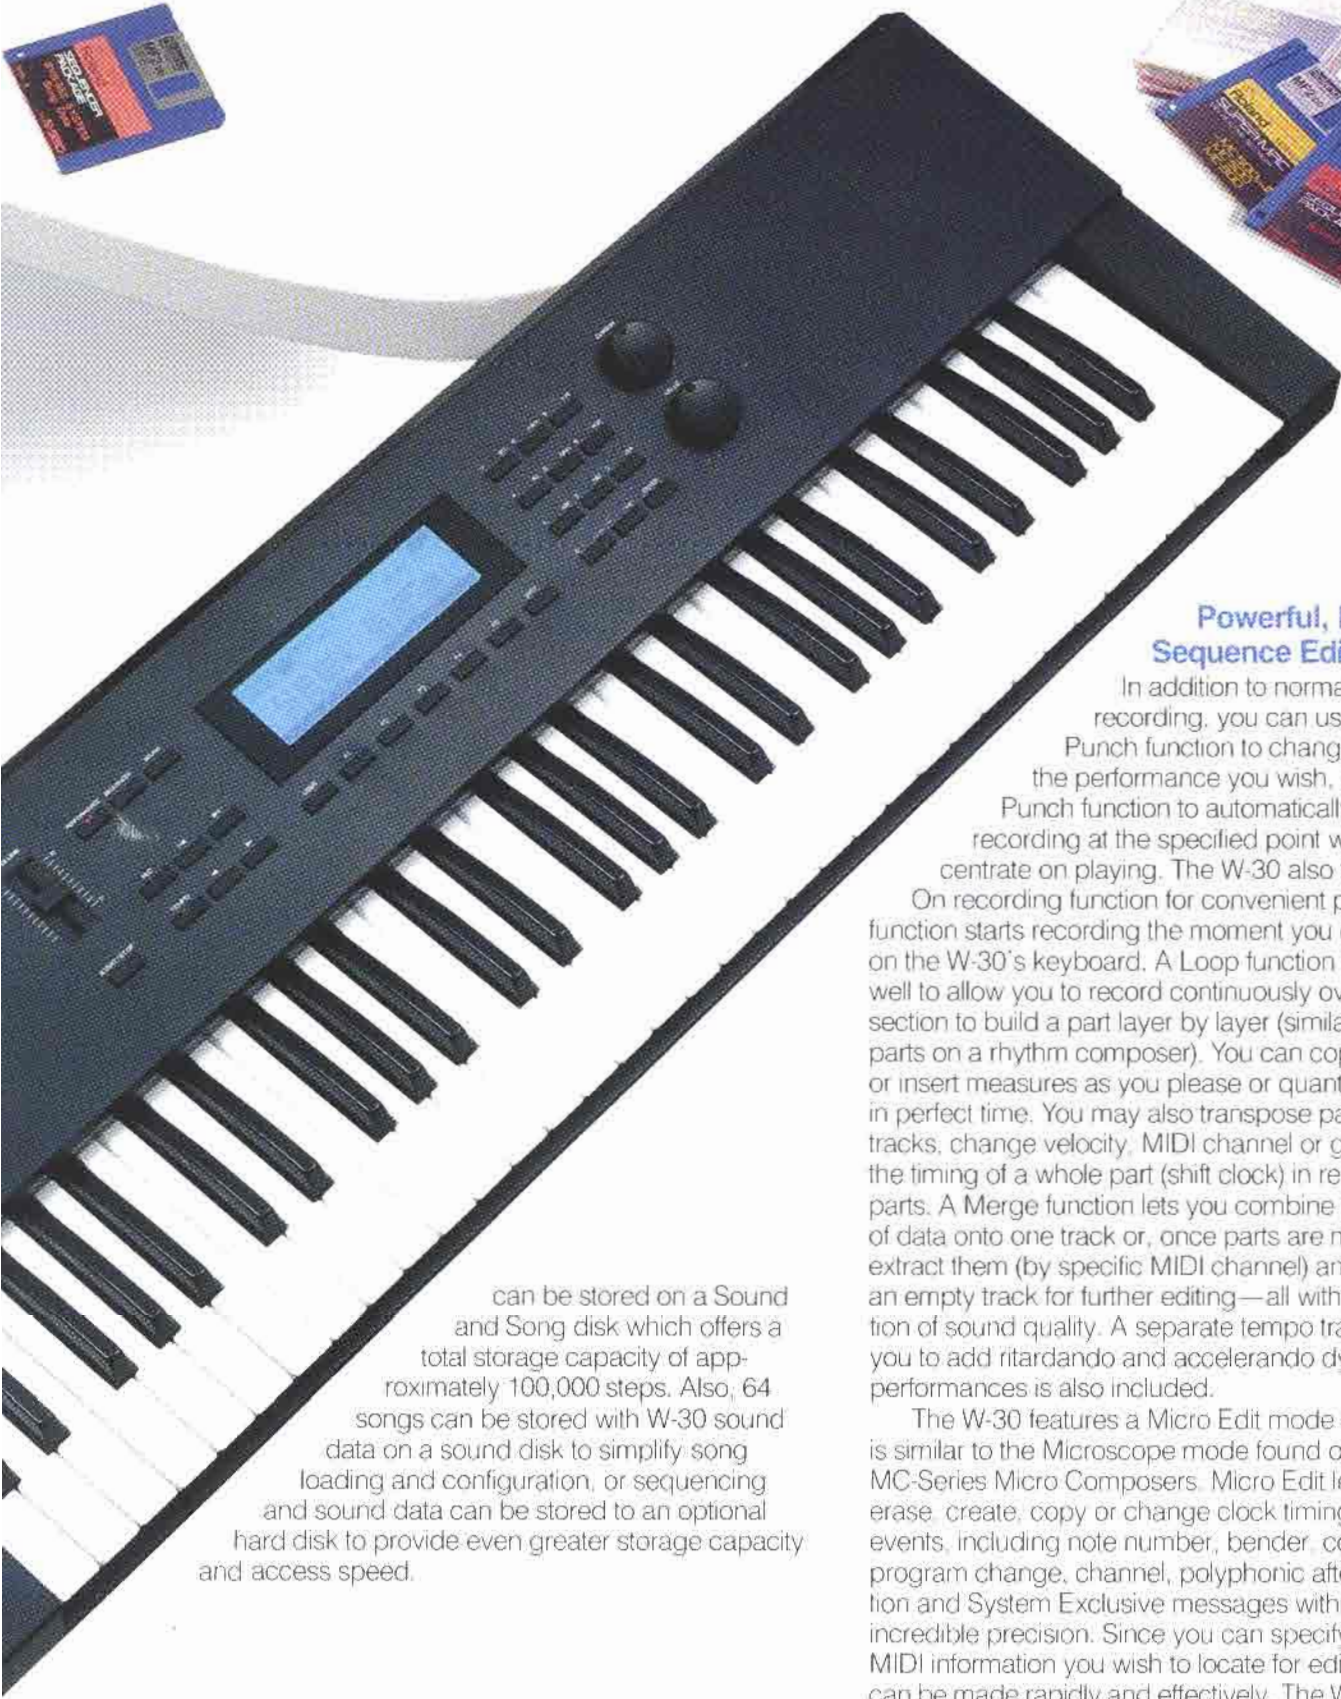 SEQUENCER
PACKAGE
Roland
SUPER-MRC
Powerful,
Sequence Edi
In addition to norma
recording, you can us
Punch function to chang
the performance you wish,
Punch function to automaticall
recording at the specified point w
centrate on playing. The W-30 also
On recording function for convenient p
function starts recording the moment you
on the W-30's keyboard. A Loop function
well to allow you to record continuously ov
section to build a part layer by layer (simila
parts on a rhythm composer). You can cop
or insert measures as you please or quant
in perfect time. You may also transpose pa
tracks, change velocity, MIDI channel or g
the timing of a whole part (shift clock) in re
parts. A Merge function lets you combine
of data onto one track or, once parts are m
extract them (by specific MIDI channel) an
an empty track for further editing—all with
tion of sound quality. A separate tempo tra
you to add ritardando and accelerando dy
performances is also included.
The W-30 features a Micro Edit mode
is similar to the Microscope mode found o
MC-Series Micro Composers. Micro Edit l
erase, create, copy or change clock timing
events, including note number, bender, co
program change, channel, polyphonic afte
tion and System Exclusive messages with
incredible precision. Since you can specify
MIDI information you wish to locate for edi
can be made rapidly and effectively. The W
can be stored on a Sound
and Song disk which offers a
total storage capacity of app-
roximately 100,000 steps. Also, 64
songs can be stored with W-30 sound
data on a sound disk to simplify song
loading and configuration, or sequencing
and sound data can be stored to an optional
hard disk to provide even greater storage capacity
and access speed.